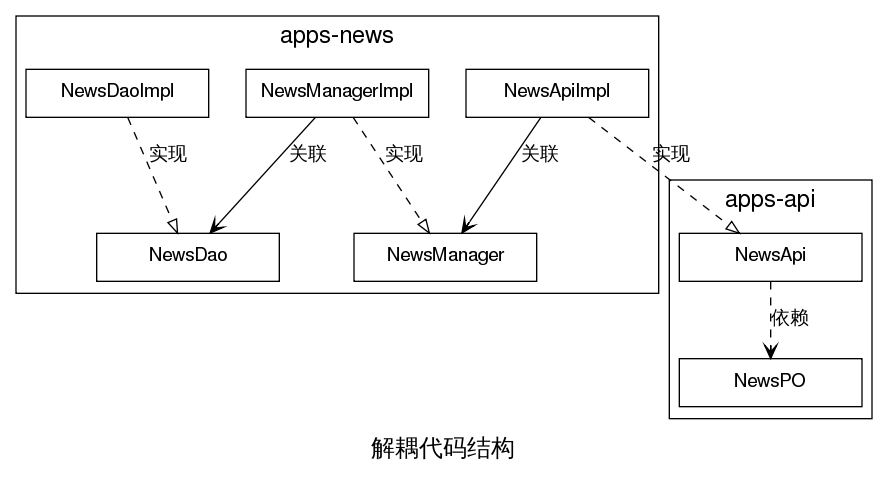 apps-news
NewsDaoImpl
NewsManagerImpl
NewsApiImpl
实现
关联
实现
关联
实现
apps-api
NewsDao
NewsManager
NewsApi
依赖
NewsPO
解耦代码结构